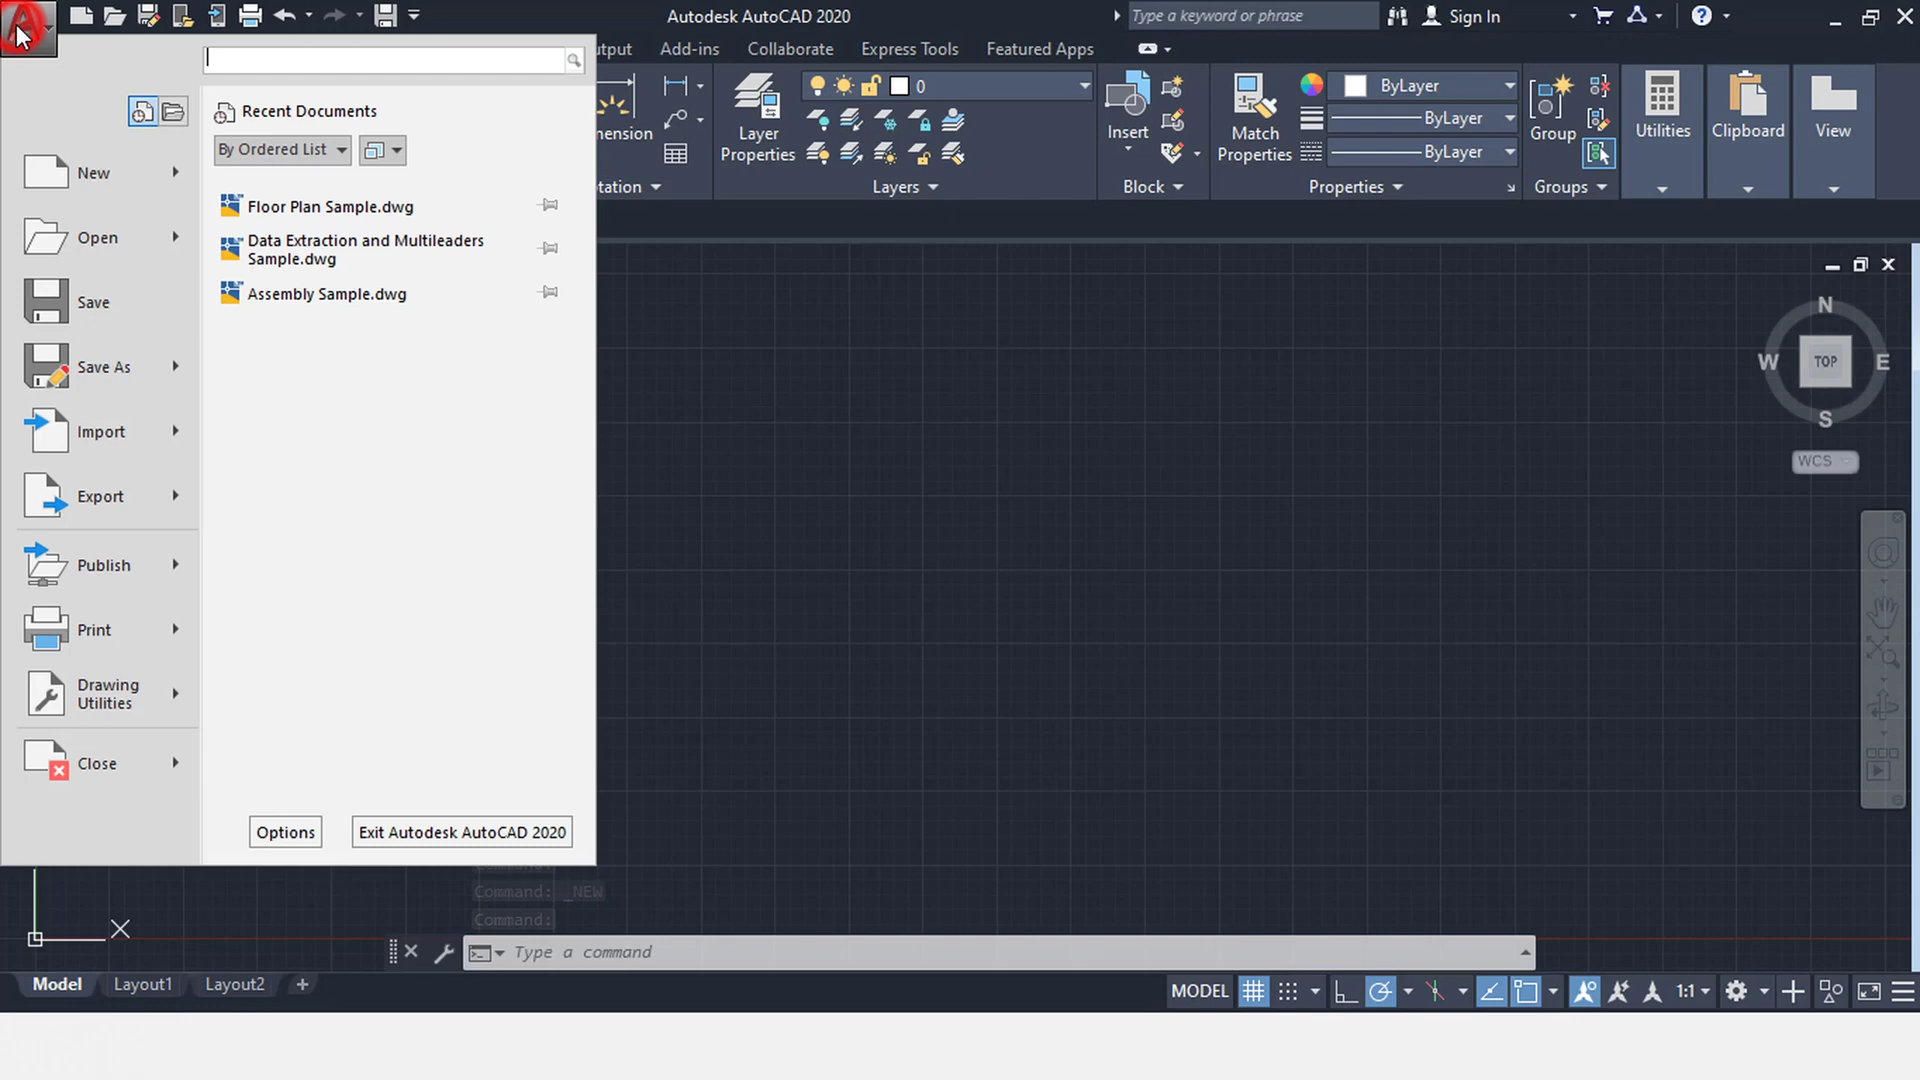 Autodesk AutoCAD 2020
Type a keyword or phrase
Sign In
utput
Add-ins
Collaborate
Express Tools
Featured Apps
Recent Documents
By Ordered List
Floor Plan Sample.dwg
Data Extraction and Multileaders
Sample.dwg
Assembly Sample.dwg
New
Open
Save
Save As
Import
Export
Publish
Print
Drawing
Utilities
Close
Options
Exit Autodesk AutoCAD 2020
mension
tation
Layer
Properties
0
Layers
Insert
Block
Match
Properties
ByLayer
ByLayer
ByLayer
Properties
Group
Groups
Utilities
Clipboard
View
N
W
TOP
E
S
WCS
Command:
Command: _NEW
Command:
Type a command
X
Model
Layout1
Layout2
MODEL
1:1